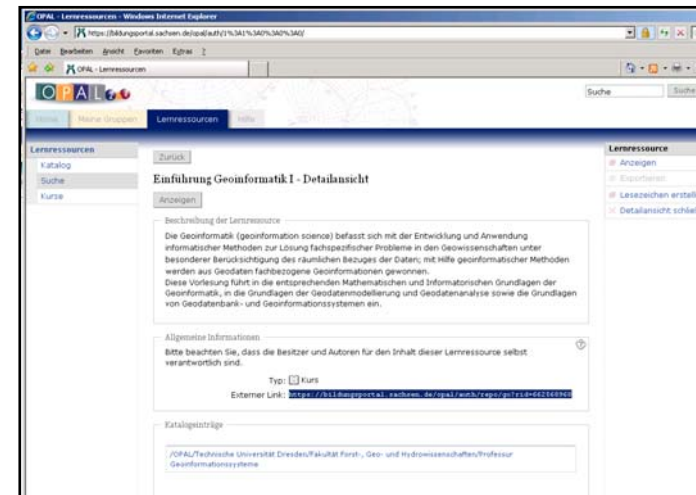 OPAL - Lernressourcen - Windows Internet Explorer
https://bildungsportal.sachsen.de/opal/auth/1%3A1%3A0%3A0%3A0/
Datei Bearbeiten Ansicht Favoriten Extras ?
OPAL - Lernressourcen
OPAL
Suche
Suche
Home
Meine Gruppen
Lernressourcen
Hilfe
Lernressourcen
Katalog
Suche
Kurse
Zurück
Einführung Geoinformatik I - Detailansicht
Anzeigen
Beschreibung der Lernressource
Die Geoinformatik (geoinformation science) befasst sich mit der Entwicklung und Anwendung
informatischer Methoden zur Lösung fachspezifischer Probleme in den Geowissenschaften unter
besonderer Berücksichtigung des räumlichen Bezuges der Daten; mit Hilfe geoinformatischer Methoden
werden aus Geodaten fachbezogene Geoinformationen gewonnen.
Diese Vorlesung führt in die entsprechenden Mathematischen und Informatorischen Grundlagen der
Geoinformatik, in die Grundlagen der Geodatenmodellierung und Geodatenanalyse sowie die Grundlagen
von Geodatenbank- und Geoinformationssystemen ein.
Allgemeine Informationen
Bitte beachten Sie, dass die Besitzer und Autoren für den Inhalt dieser Lernressource selbst
verantwortlich sind.
Typ: Kurs
Externer Link: https://bildungsportal.sachsen.de/opal/auth/repo/go?rid=662568968
Katalogeinträge
/OPAL/Technische Universität Dresden/Fakultät Forst-, Geo- und Hydrowissenschaften/Professur
Geoinformationssysteme
Lernressource
Anzeigen
Exportieren
Lesezeichen erstell
Detailansicht schlie